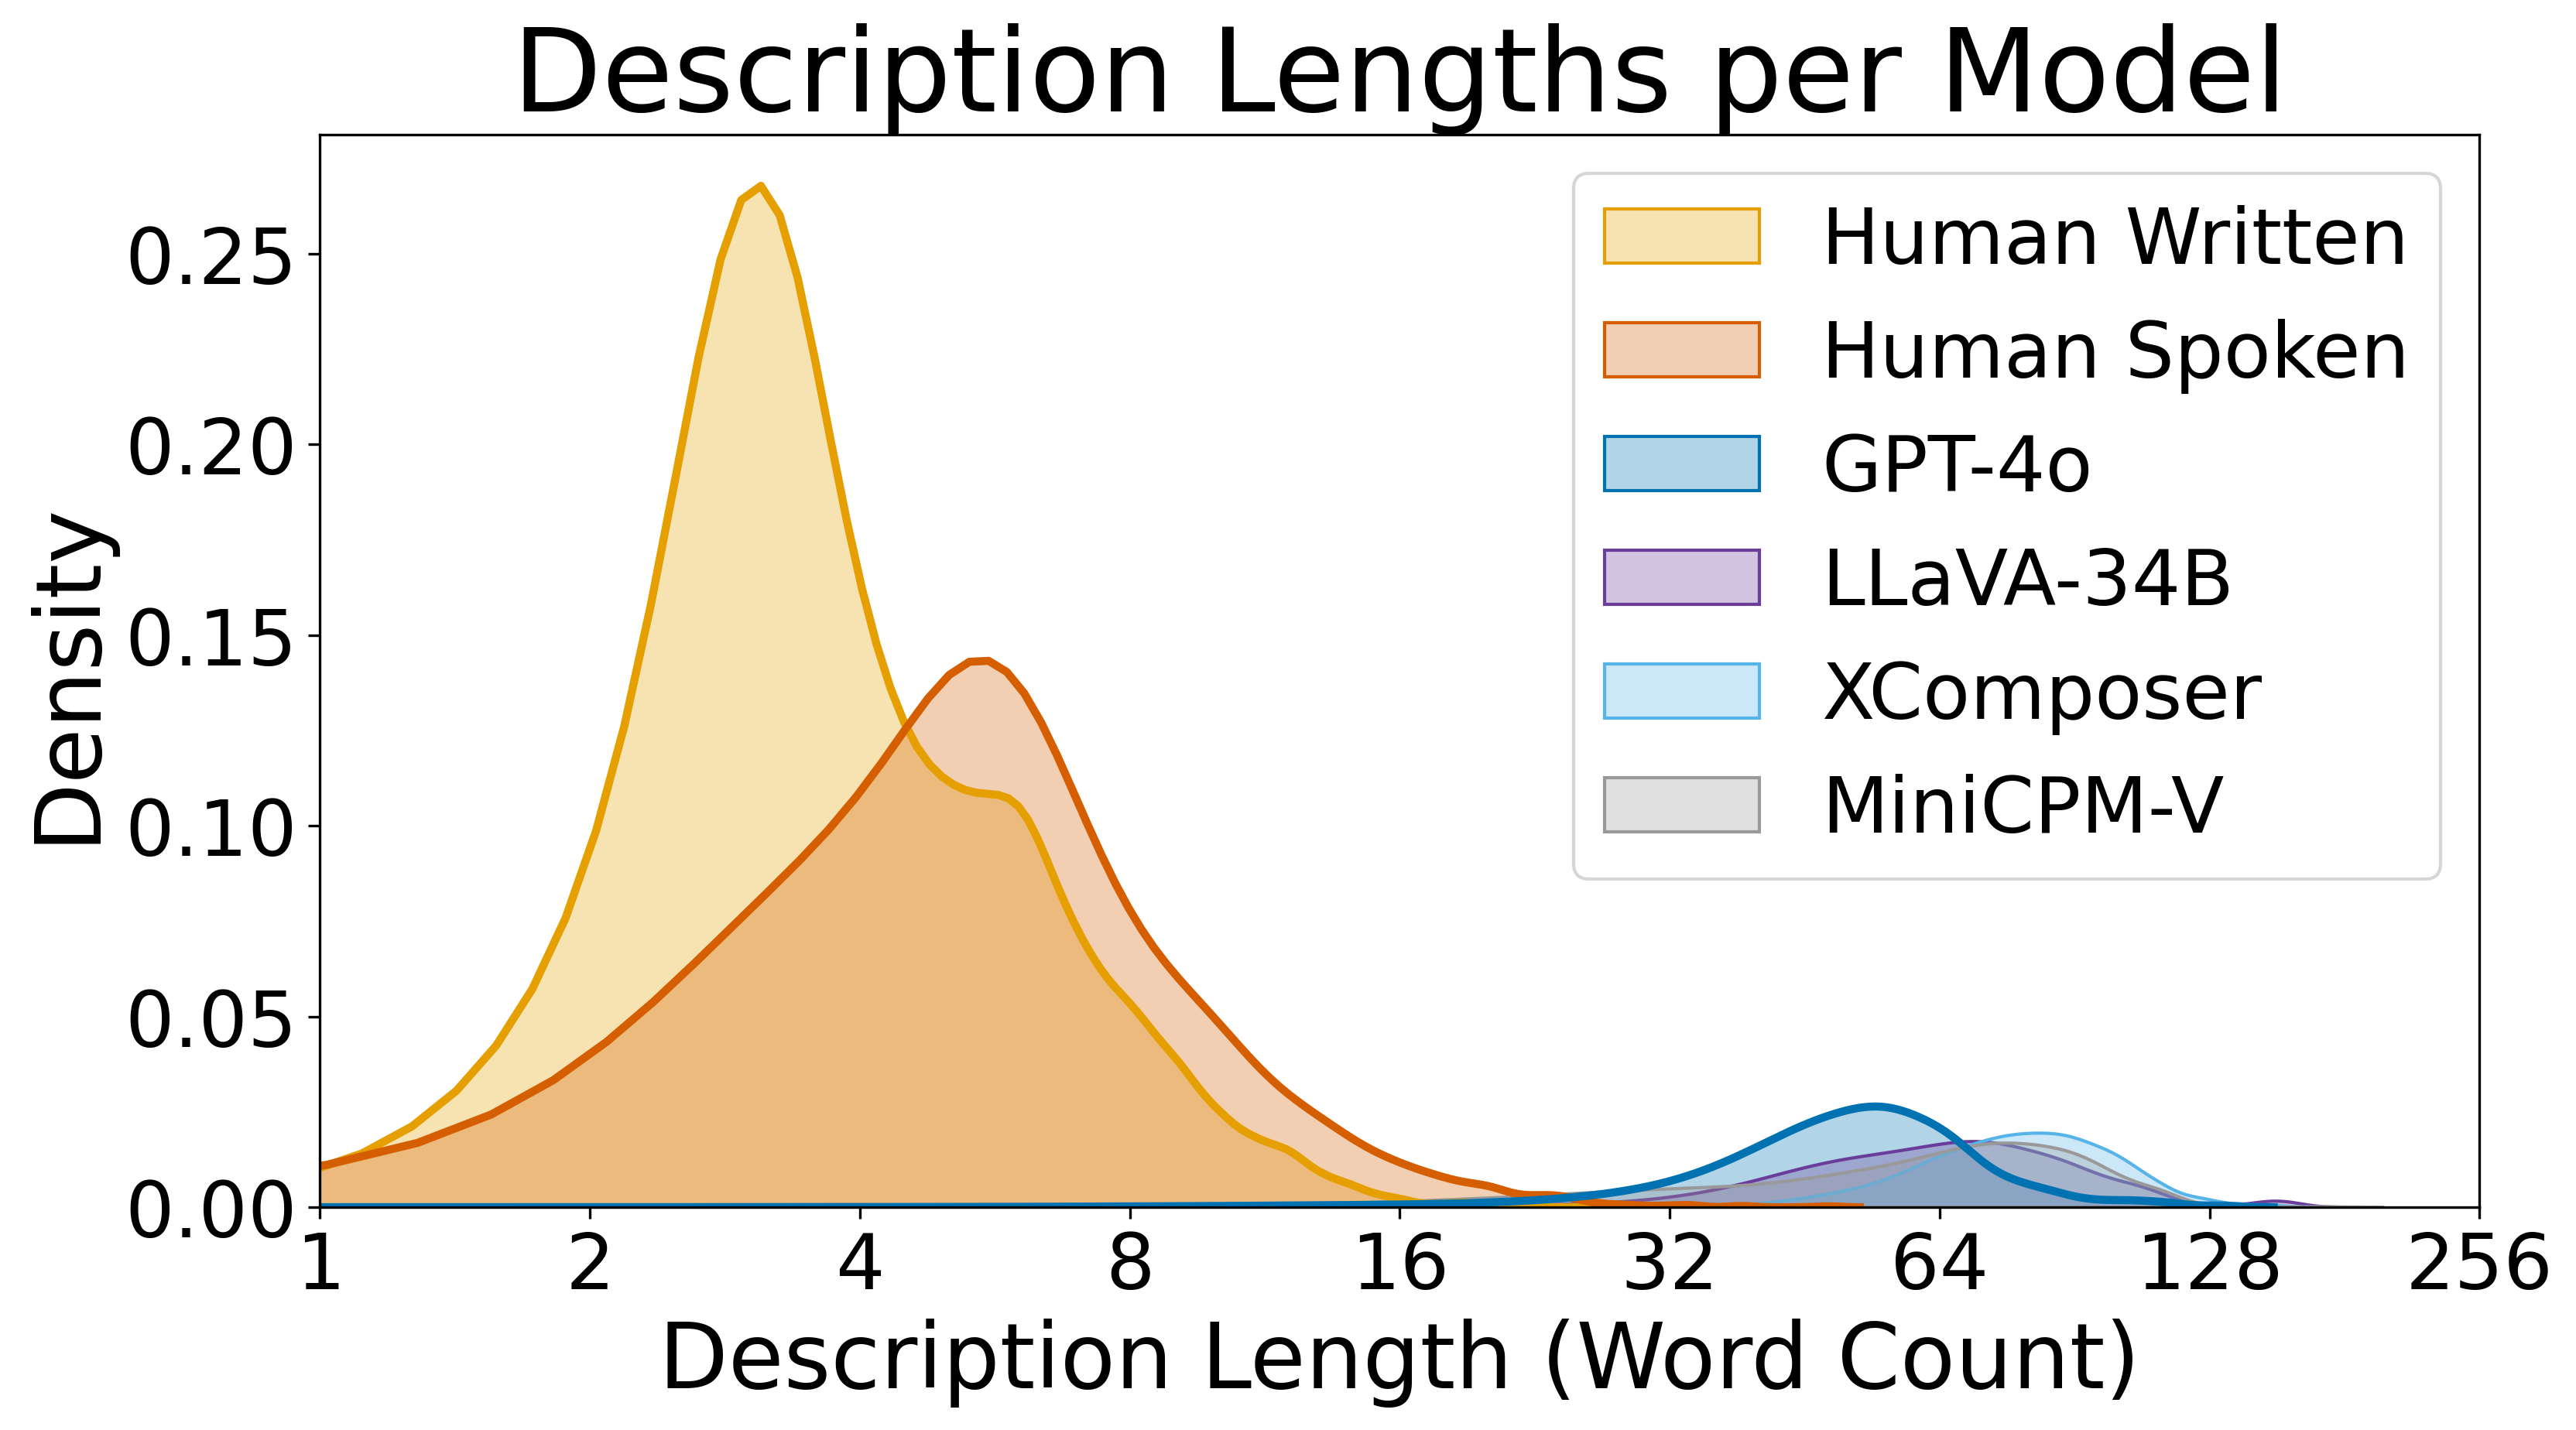 Description Lengths per Model
Density
0.25
0.20
0.15
0.10
0.05
0.00
1 2 4 8 16 32 64 128 256
Description Length (Word Count)
Human Written
Human Spoken
GPT-4o
LLaVA-34B
XComposer
MiniCPM-V